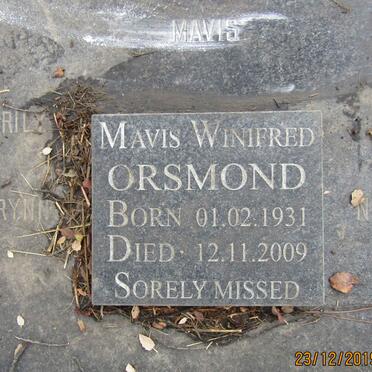 MAVIS
MAVIS WINIFRED
ORSMOND
BORN 01.02.1931
DIED · 12.11.2009
SORELY MISSED